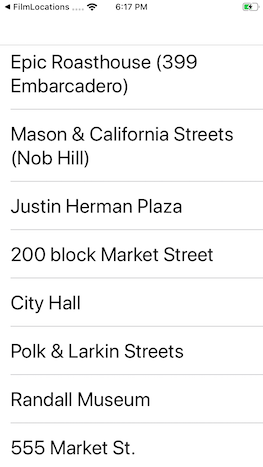 ◀ FilmLocations .... 6:17 PM
Epic Roasthouse (399
Embarcadero)
Mason & California Streets
(Nob Hill)
Justin Herman Plaza
200 block Market Street
City Hall
Polk & Larkin Streets
Randall Museum
555 Market St.